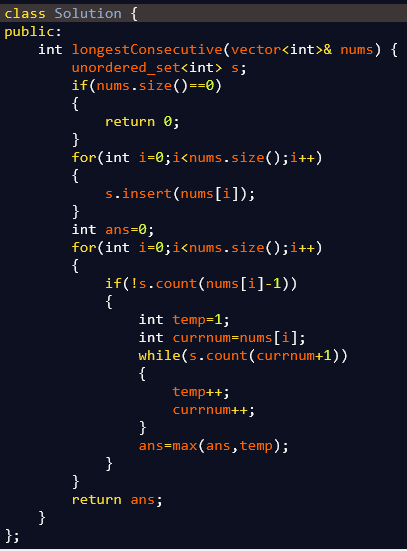 class Solution {
public:
    int longestConsecutive(vector<int>& nums) {
        unordered_set<int> s;
        if(nums.size()==0)
        {
            return 0;
        }
        for(int i=0;i<nums.size();i++)
        {
            s.insert(nums[i]);
        }
        int ans=0;
        for(int i=0;i<nums.size();i++)
        {
            if(!s.count(nums[i]-1))
            {
                int temp=1;
                int currnum=nums[i];
                while(s.count(currnum+1))
                {
                    temp++;
                    currnum++;
                }
                ans=max(ans,temp);
            }
        }
        return ans;
    }
};